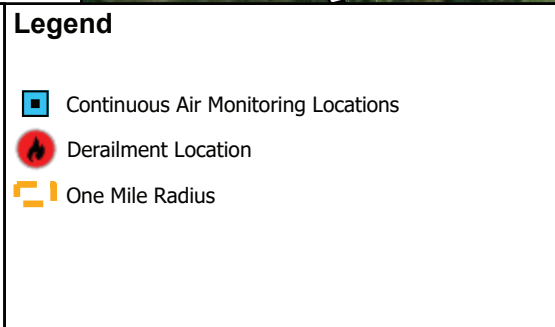 Legend
Continuous Air Monitoring Locations
Derailment Location
One Mile Radius